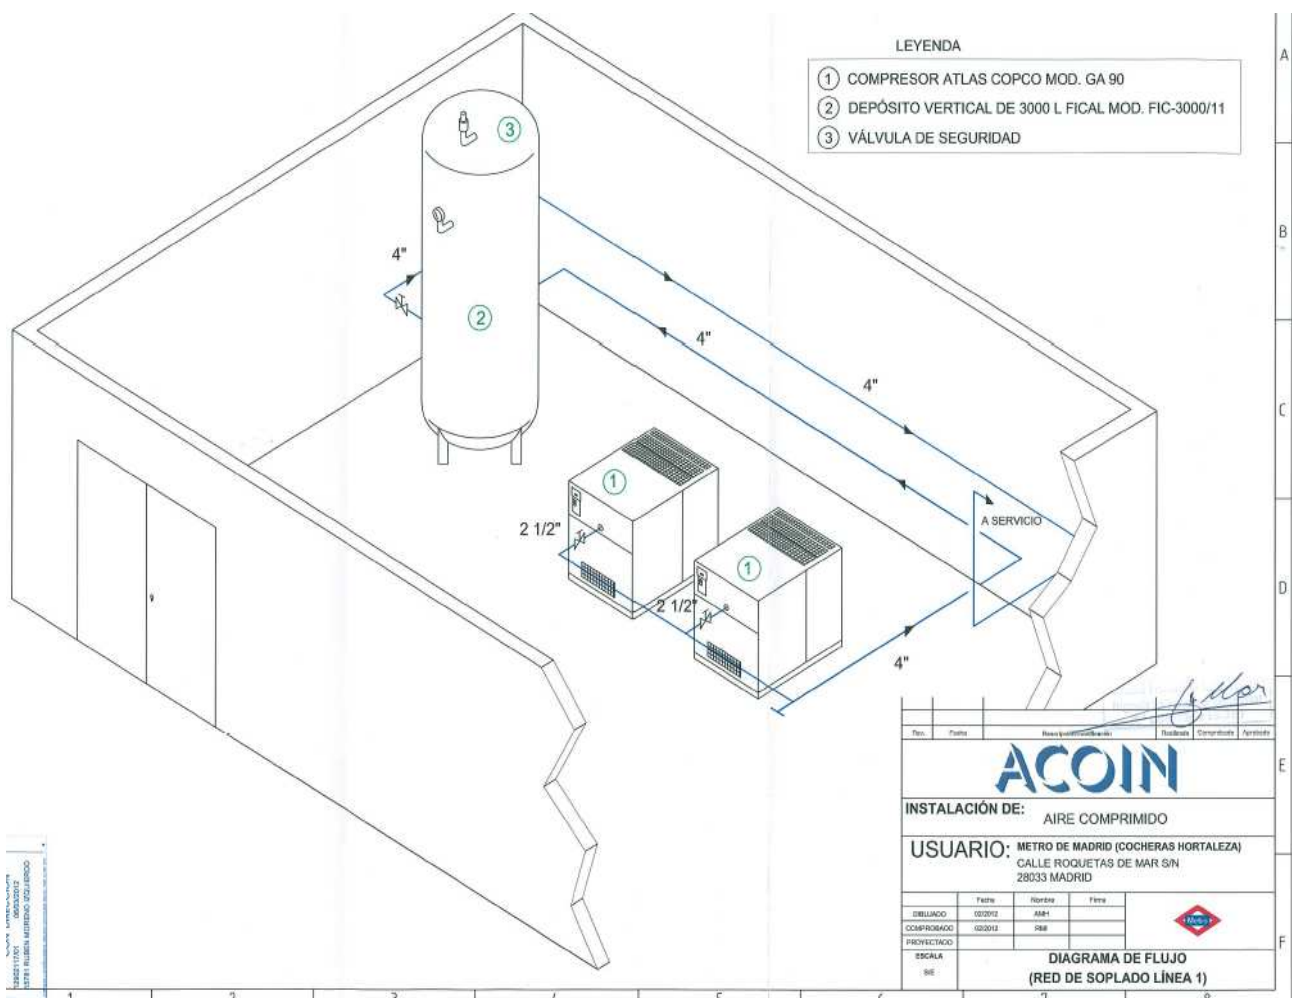 LEYENDA
1 COMPRESOR ATLAS COPCO MOD. GA 90
2 DEPÓSITO VERTICAL DE 3000 L FICAL MOD. FIC-3000/11
3 VÁLVULA DE SEGURIDAD
A
B
C
D
E
F
3
4"
2
4"
4"
1
2 1/2"
A SERVICIO
1
2 1/2"
4"
Rev. Fecha Realizado Comprobado Aprobado
ACOIN
INSTALACIÓN DE: AIRE COMPRIMIDO
USUARIO: METRO DE MADRID (COCHERAS HORTALEZA)
CALLE ROQUETAS DE MAR S/N
28033 MADRID
Fecha Nombre Firma
DIBUJADO 02/2012 AMH
COMPROBADO 02/2012 RMI
PROYECTADO
ESCALA
S/E
Metro
DIAGRAMA DE FLUJO
(RED DE SOPLADO LÍNEA 1)
RUBEN MORENO IZQUIERDO
1 2 3 4 5 6 7 8